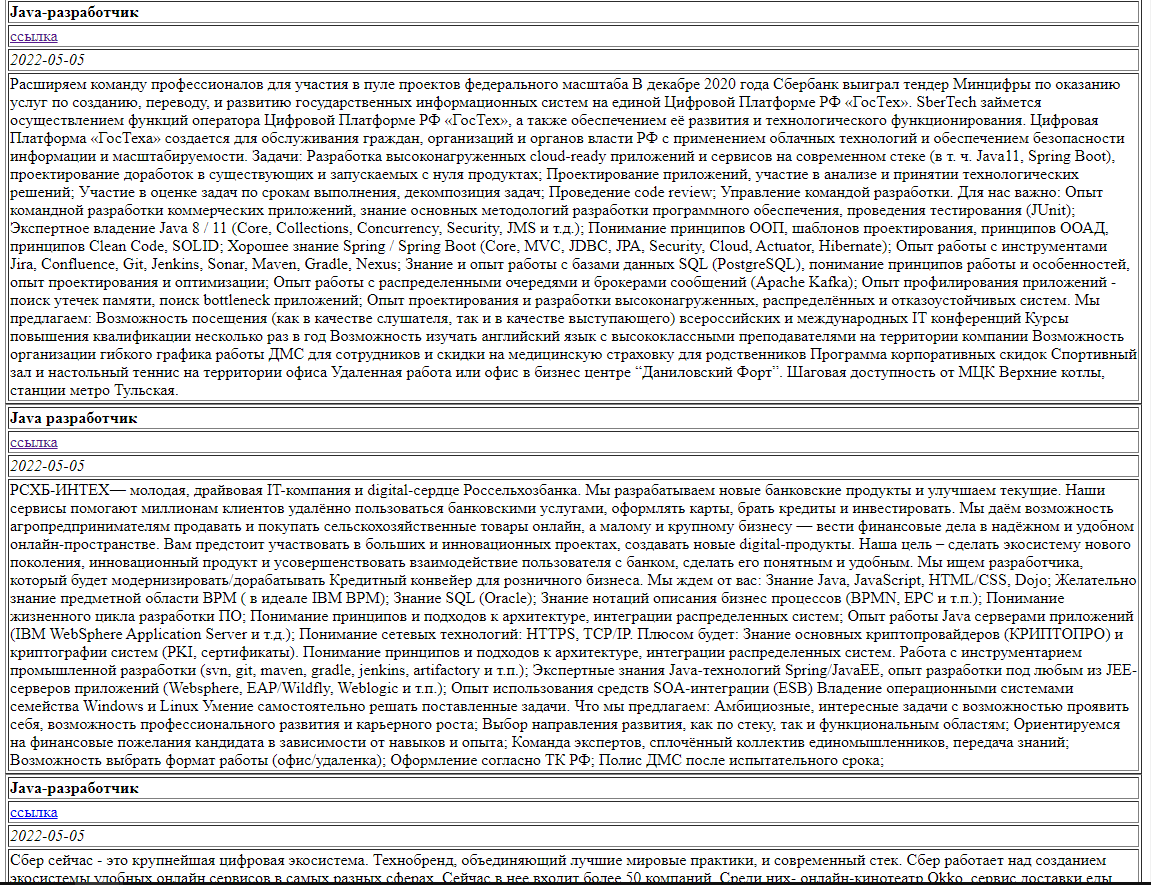 Java-разработчик
ссылка
2022-05-05
Расширяем команду профессионалов для участия в пуле проектов федерального масштаба В декабре 2020 года Сбербанк выиграл тендер Минцифры по оказанию
услуг по созданию, переводу, и развитию государственных информационных систем на единой Цифровой Платформе РФ «ГосТех». SberTech займется
осуществлением функций оператора Цифровой Платформе РФ «ГосТех», а также обеспечением её развития и технологического функционирования. Цифровая
Платформа «ГосТеха» создается для обслуживания граждан, организаций и органов власти РФ с применением облачных технологий и обеспечением безопасности
информации и масштабируемости. Задачи: Разработка высоконагруженных cloud-ready приложений и сервисов на современном стеке (в т. ч. Java11, Spring Boot),
проектирование доработок в существующих и запускаемых с нуля продуктах; Проектирование приложений, участие в анализе и принятии технологических
решений; Участие в оценке задач по срокам выполнения, декомпозиция задач; Проведение code review; Управление командой разработки. Для нас важно: Опыт
командной разработки коммерческих приложений, знание основных методологий разработки программного обеспечения, проведения тестирования (JUnit);
Экспертное владение Java 8 / 11 (Core, Collections, Concurrency, Security, JMS и т.д.); Понимание принципов ООП, шаблонов проектирования, принципов ООАД,
принципов Clean Code, SOLID; Хорошее знание Spring / Spring Boot (Core, MVC, JDBC, JPA, Security, Cloud, Actuator, Hibernate); Опыт работы с инструментами
Jira, Confluence, Git, Jenkins, Sonar, Maven, Gradle, Nexus; Знание и опыт работы с базами данных SQL (PostgreSQL), понимание принципов работы и особенностей,
опыт проектирования и оптимизации; Опыт работы с распределенными очередями и брокерами сообщений (Apache Kafka); Опыт профилирования приложений -
поиск утечек памяти, поиск bottleneck приложений; Опыт проектирования и разработки высоконагруженных, распределённых и отказоустойчивых систем. Мы
предлагаем: Возможность посещения (как в качестве слушателя, так и в качестве выступающего) всероссийских и международных IT конференций Курсы
повышения квалификации несколько раз в год Возможность изучать английский язык с высококлассными преподавателями на территории компании Возможность
организации гибкого графика работы ДМС для сотрудников и скидки на медицинскую страховку для родственников Программа корпоративных скидок Спортивный
зал и настольный теннис на территории офиса Удаленная работа или офис в бизнес центре “Даниловский Форт”. Шаговая доступность от МЦК Верхние котлы,
станции метро Тульская.
Java разработчик
ссылка
2022-05-05
РСХБ-ИНТЕХ— молодая, драйвовая IT-компания и digital-сердце Россельхозбанка. Мы разрабатываем новые банковские продукты и улучшаем текущие. Наши
сервисы помогают миллионам клиентов удалённо пользоваться банковскими услугами, оформлять карты, брать кредиты и инвестировать. Мы даём возможность
агропредпринимателям продавать и покупать сельскохозяйственные товары онлайн, а малому и крупному бизнесу — вести финансовые дела в надёжном и удобном
онлайн-пространстве. Вам предстоит участвовать в больших и инновационных проектах, создавать новые digital-продукты. Наша цель – сделать экосистему нового
поколения, инновационный продукт и усовершенствовать взаимодействие пользователя с банком, сделать его понятным и удобным. Мы ищем разработчика,
который будет модернизировать/дорабатывать Кредитный конвейер для розничного бизнеса. Мы ждем от вас: Знание Java, JavaScript, HTML/CSS, Dojo; Желательно
знание предметной области BPM ( в идеале IBM BPM); Знание SQL (Oracle); Знание нотаций описания бизнес процессов (BPMN, EPC и т.п.); Понимание
жизненного цикла разработки ПО; Понимание принципов и подходов к архитектуре, интеграции распределенных систем; Опыт работы Java серверами приложений
(IBM WebSphere Application Server и т.д.); Понимание сетевых технологий: HTTPS, TCP/IP. Плюсом будет: Знание основных криптопровайдеров (КРИПТОПРО) и
криптографии систем (PKI, сертификаты). Понимание принципов и подходов к архитектуре, интеграции распределенных систем. Работа с инструментарием
промышленной разработки (svn, git, maven, gradle, jenkins, artifactory и т.п.); Экспертные знания Java-технологий Spring/JavaEE, опыт разработки под любым из JEE-
серверов приложений (Websphere, EAP/Wildfly, Weblogic и т.п.); Опыт использования средств SOA-интеграции (ESB) Владение операционными системами
семейства Windows и Linux Умение самостоятельно решать поставленные задачи. Что мы предлагаем: Амбициозные, интересные задачи с возможностью проявить
себя, возможность профессионального развития и карьерного роста; Выбор направления развития, как по стеку, так и функциональным областям; Ориентируемся
на финансовые пожелания кандидата в зависимости от навыков и опыта; Команда экспертов, сплочённый коллектив единомышленников, передача знаний;
Возможность выбрать формат работы (офис/удаленка); Оформление согласно ТК РФ; Полис ДМС после испытательного срока;
Java-разработчик
ссылка
2022-05-05
Сбер сейчас - это крупнейшая цифровая экосистема. Технобренд, объединяющий лучшие мировые практики, и современный стек. Сбер работает над созданием
экосистемы удобных онлайн сервисов в самых разных сферах. Сейчас в нее входит более 50 компаний. Среди них- онлайн-кинотеатр Okko, сервис доставки еды